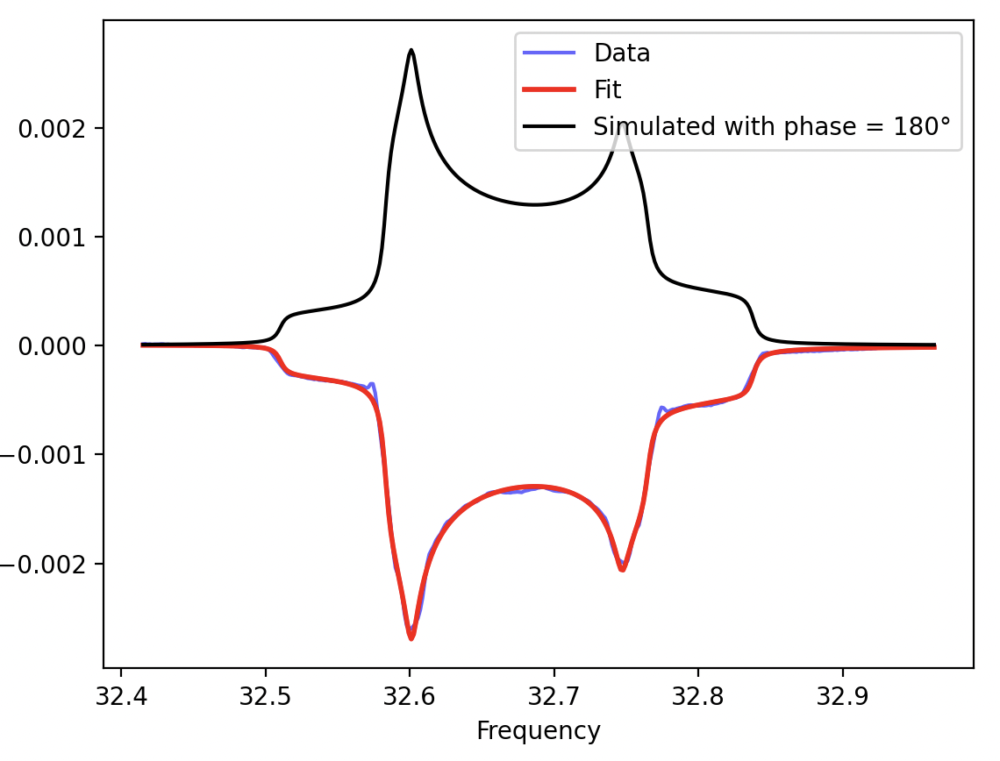 Data
Fit
Simulated with phase = 180°
0.002
0.001
0.000
−0.001
−0.002
32.4 32.5 32.6 32.7 32.8 32.9
Frequency